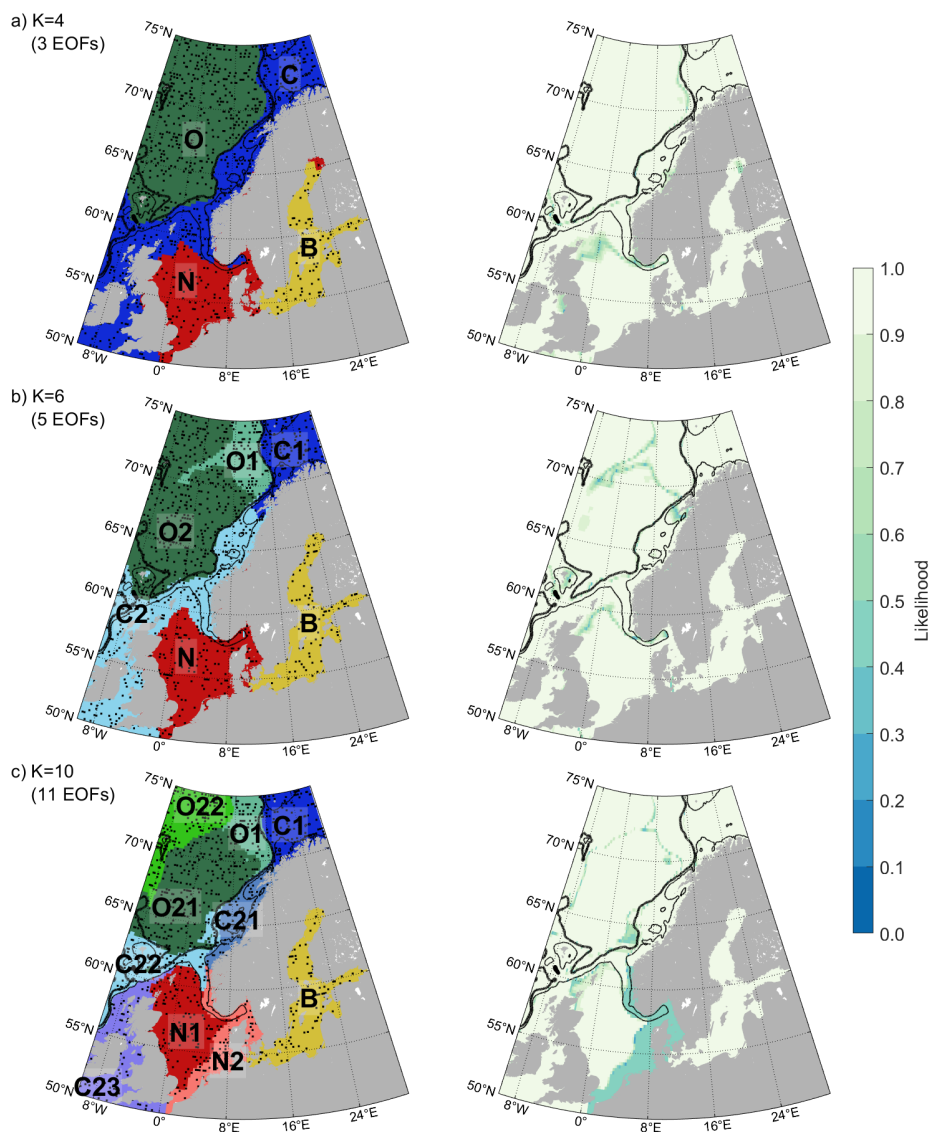 a) K=4
(3 EOFs)
75°N
70°N
65°N
60°N
55°N
50°N
8°W
0°
8°E
16°E
24°E
C
O
B
N
75°N
70°N
65°N
60°N
55°N
50°N
8°W
0°
8°E
16°E
24°E
b) K=6
(5 EOFs)
75°N
70°N
65°N
60°N
55°N
50°N
8°W
0°
8°E
16°E
24°E
O1
C1
O2
C2
B
N
75°N
70°N
65°N
60°N
55°N
50°N
8°W
0°
8°E
16°E
24°E
c) K=10
(11 EOFs)
75°N
70°N
65°N
60°N
55°N
50°N
8°W
0°
8°E
16°E
24°E
O22
O1
C1
O21
C21
C22
B
N1
N2
C23
75°N
70°N
65°N
60°N
55°N
50°N
8°W
0°
8°E
16°E
24°E
1.0
0.9
0.8
0.7
0.6
0.5
0.4
0.3
0.2
0.1
0.0
Likelihood